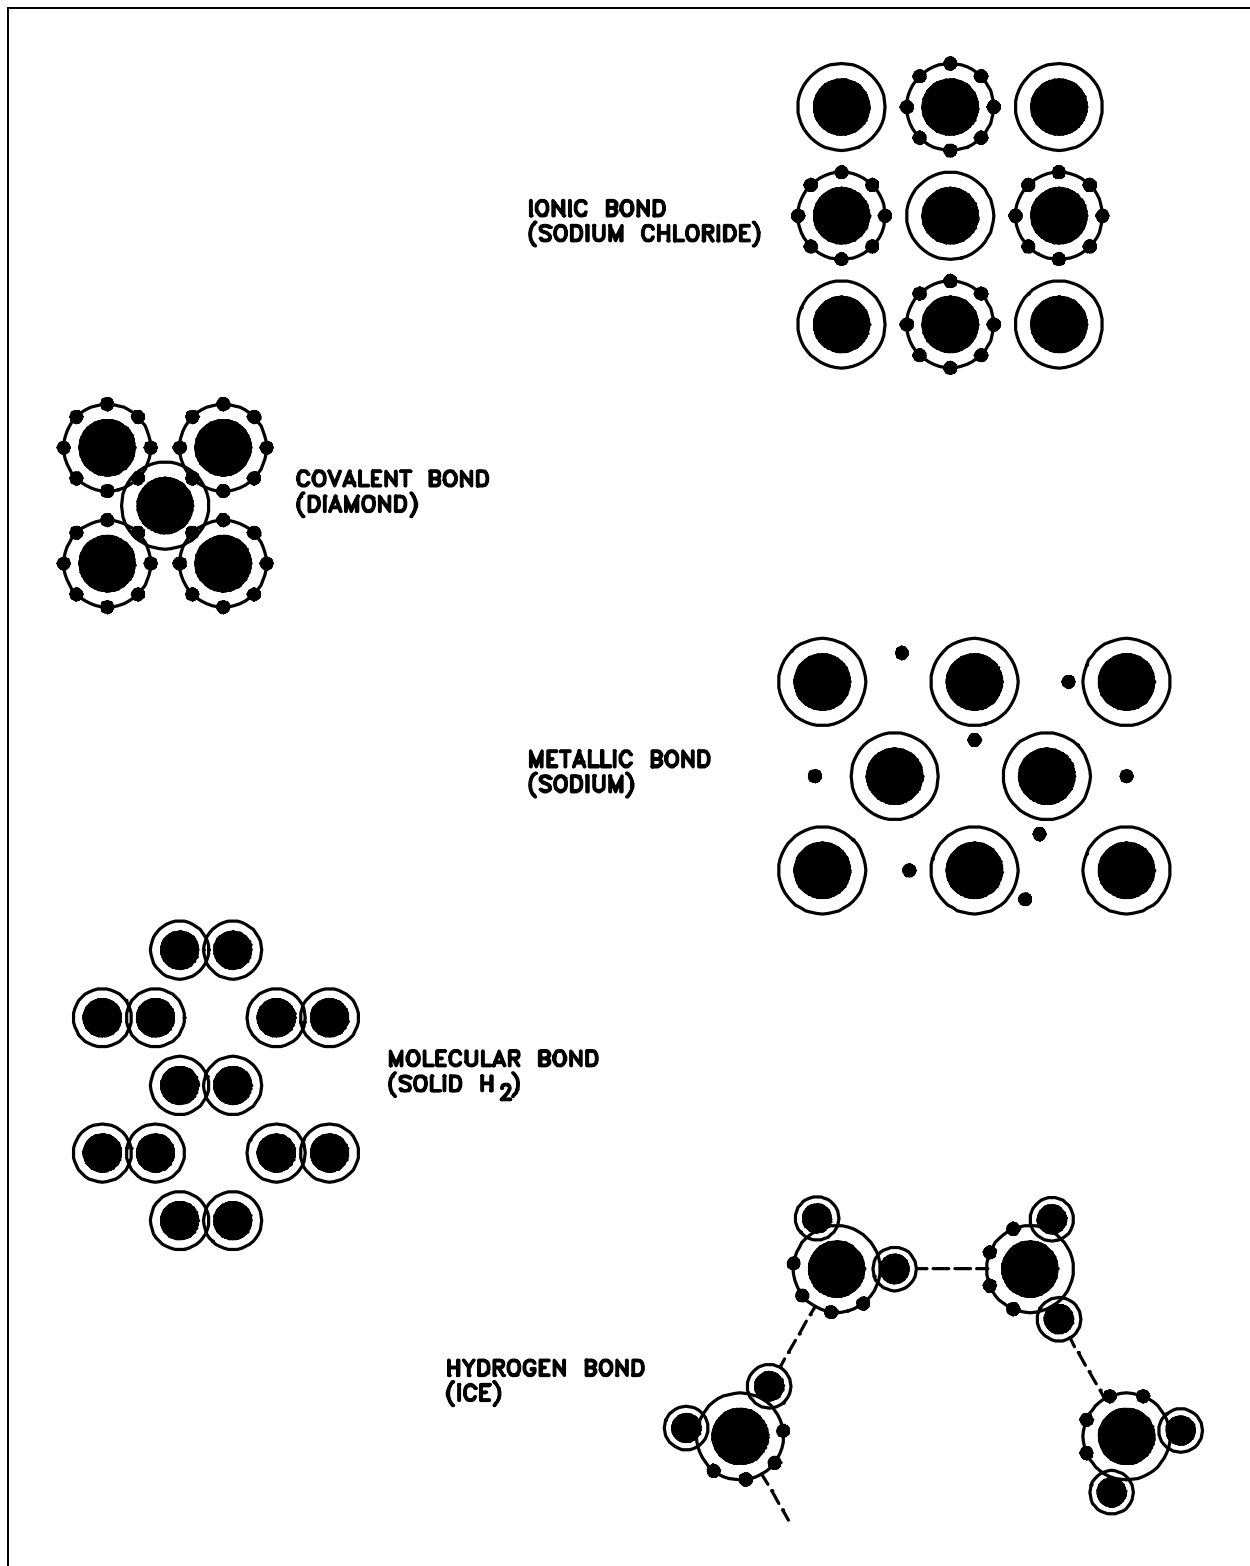 IONIC BOND
(SODIUM CHLORIDE)
COVALENT BOND
(DIAMOND)
METALLIC BOND
(SODIUM)
MOLECULAR BOND
(SOLID H₂)
HYDROGEN BOND
(ICE)